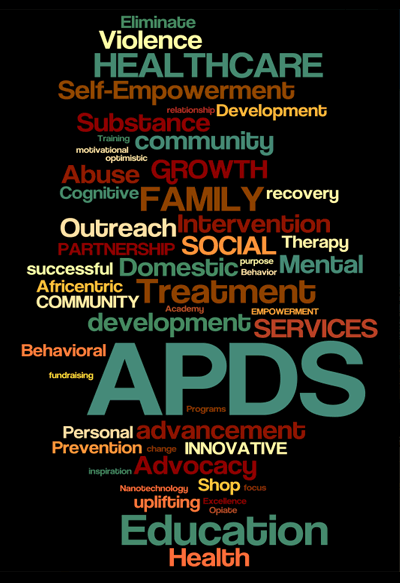 Eliminate
Violence
HEALTHCARE
Self-Empowerment
relationship Development
Substance
Training community
motivational
optimistic
Abuse GROWTH
Cognitive FAMILY recovery
Outreach Intervention
PARTNERSHIP SOCIAL Therapy
successful Domestic purpose Mental
Behavior
Africentric Treatment
COMMUNITY
Academy EMPOWERMENT
development SERVICES
Behavioral APDS
fundraising
Programs
Personal advancement
Prevention change INNOVATIVE
inspiration Advocacy
Nanotechnology Shop focus
uplifting Excellence
Opiate
Education
Health